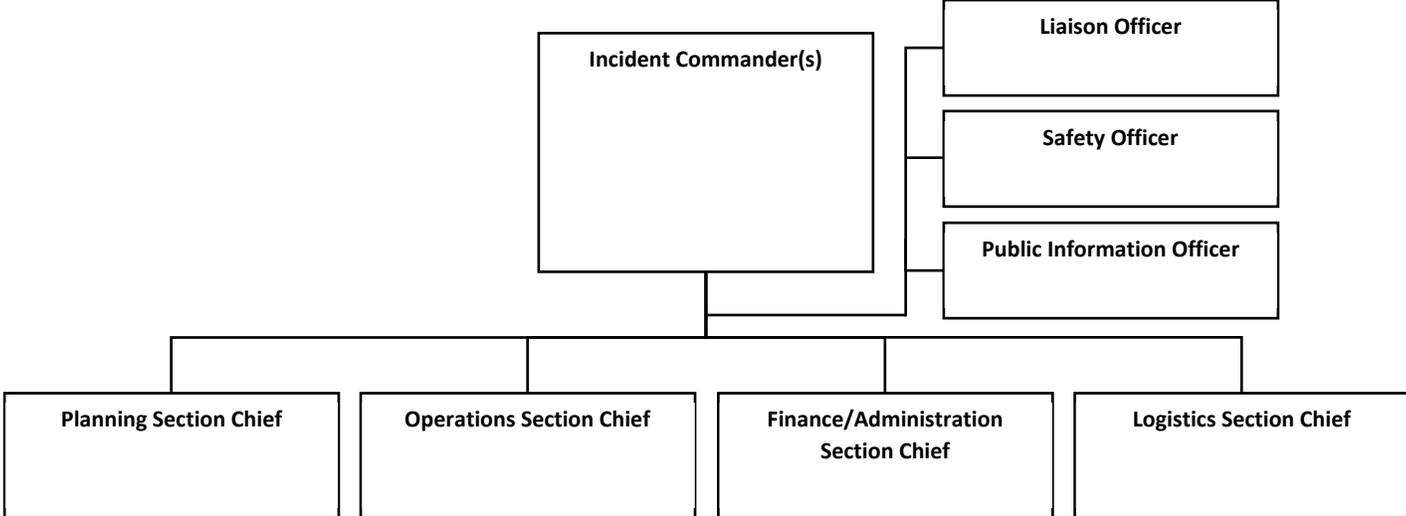 Liaison Officer
Incident Commander(s)
Safety Officer
Public Information Officer
Planning Section Chief
Operations Section Chief
Finance/Administration
Section Chief
Logistics Section Chief